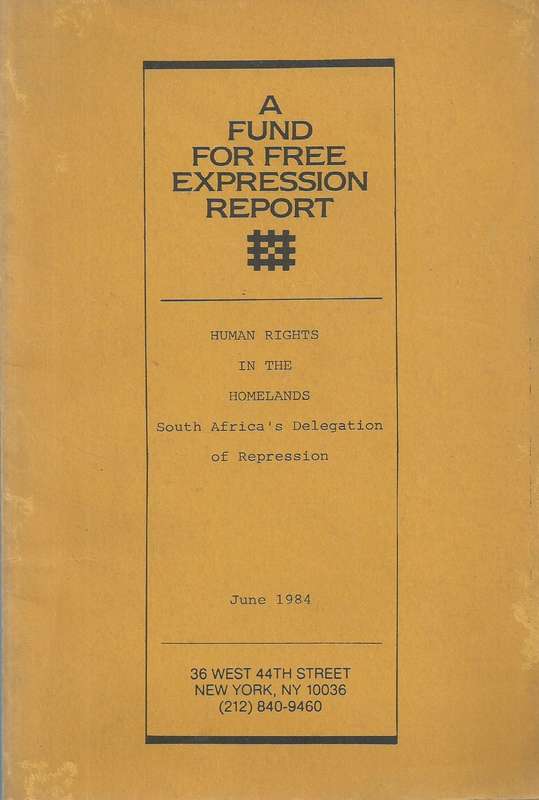 A
FUND
FOR FREE
EXPRESSION
REPORT
HUMAN RIGHTS
IN THE
HOMELANDS
South Africa's Delegation
of Repression
June 1984
36 WEST 44TH STREET
NEW YORK, NY 10036
(212) 840-9460